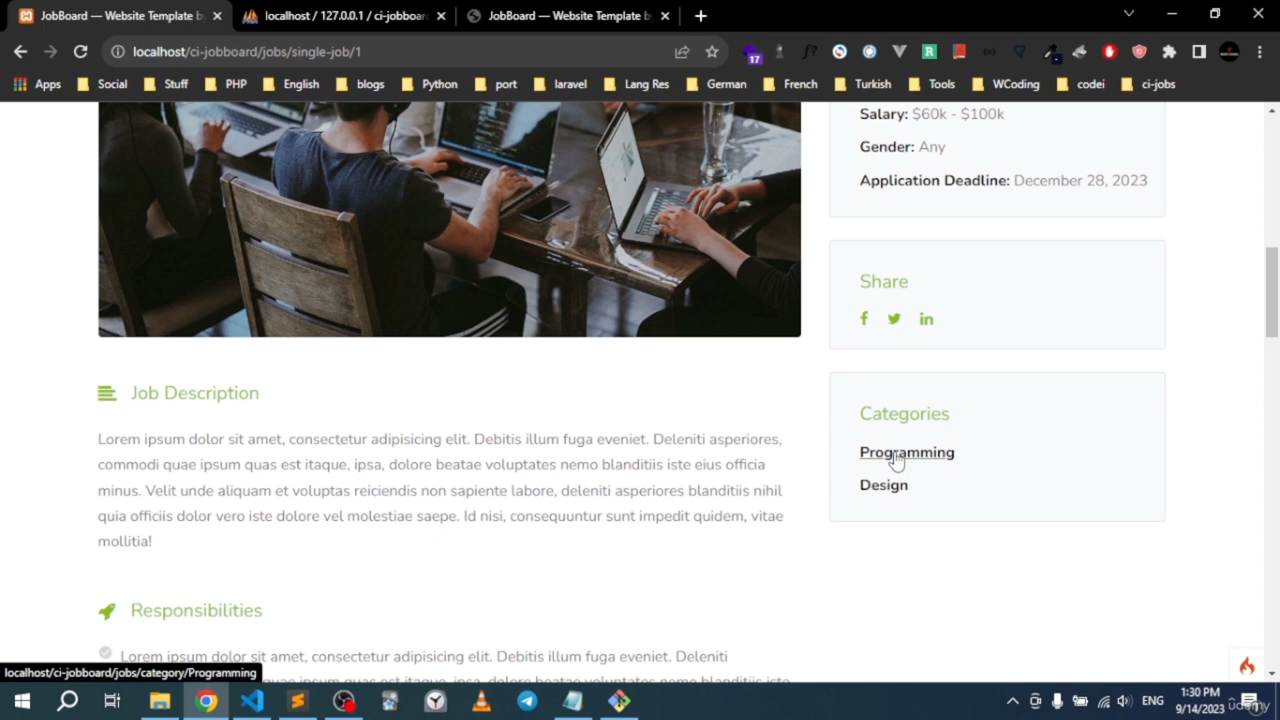 JobBoard — Website Template by
localhost / 127.0.0.1 / ci-jobboar
JobBoard — Website Template by
localhost/ci-jobboard/jobs/single-job/1
17
Apps
Social
Stuff
PHP
English
blogs
Python
port
laravel
Lang Res
German
French
Turkish
Tools
WCoding
codei
ci-jobs
Salary: $60k - $100k
Gender: Any
Application Deadline: December 28, 2023
Share
Categories
Programming
Design
Job Description
Lorem ipsum dolor sit amet, consectetur adipisicing elit. Debitis illum fuga eveniet. Deleniti asperiores,
commodi quae ipsum quas est itaque, ipsa, dolore beatae voluptates nemo blanditiis iste eius officia
minus. Velit unde aliquam et voluptas reiciendis non sapiente labore, deleniti asperiores blanditiis nihil
quia officiis dolor vero iste dolore vel molestiae saepe. Id nisi, consequuntur sunt impedit quidem, vitae
mollitia!
Responsibilities
Lorem ipsum dolor sit amet, consectetur adipisicing elit. Debitis illum fuga eveniet. Deleniti
localhost/ci-jobboard/jobs/category/Programming
ENG
1:30 PM
9/14/2023
udemy